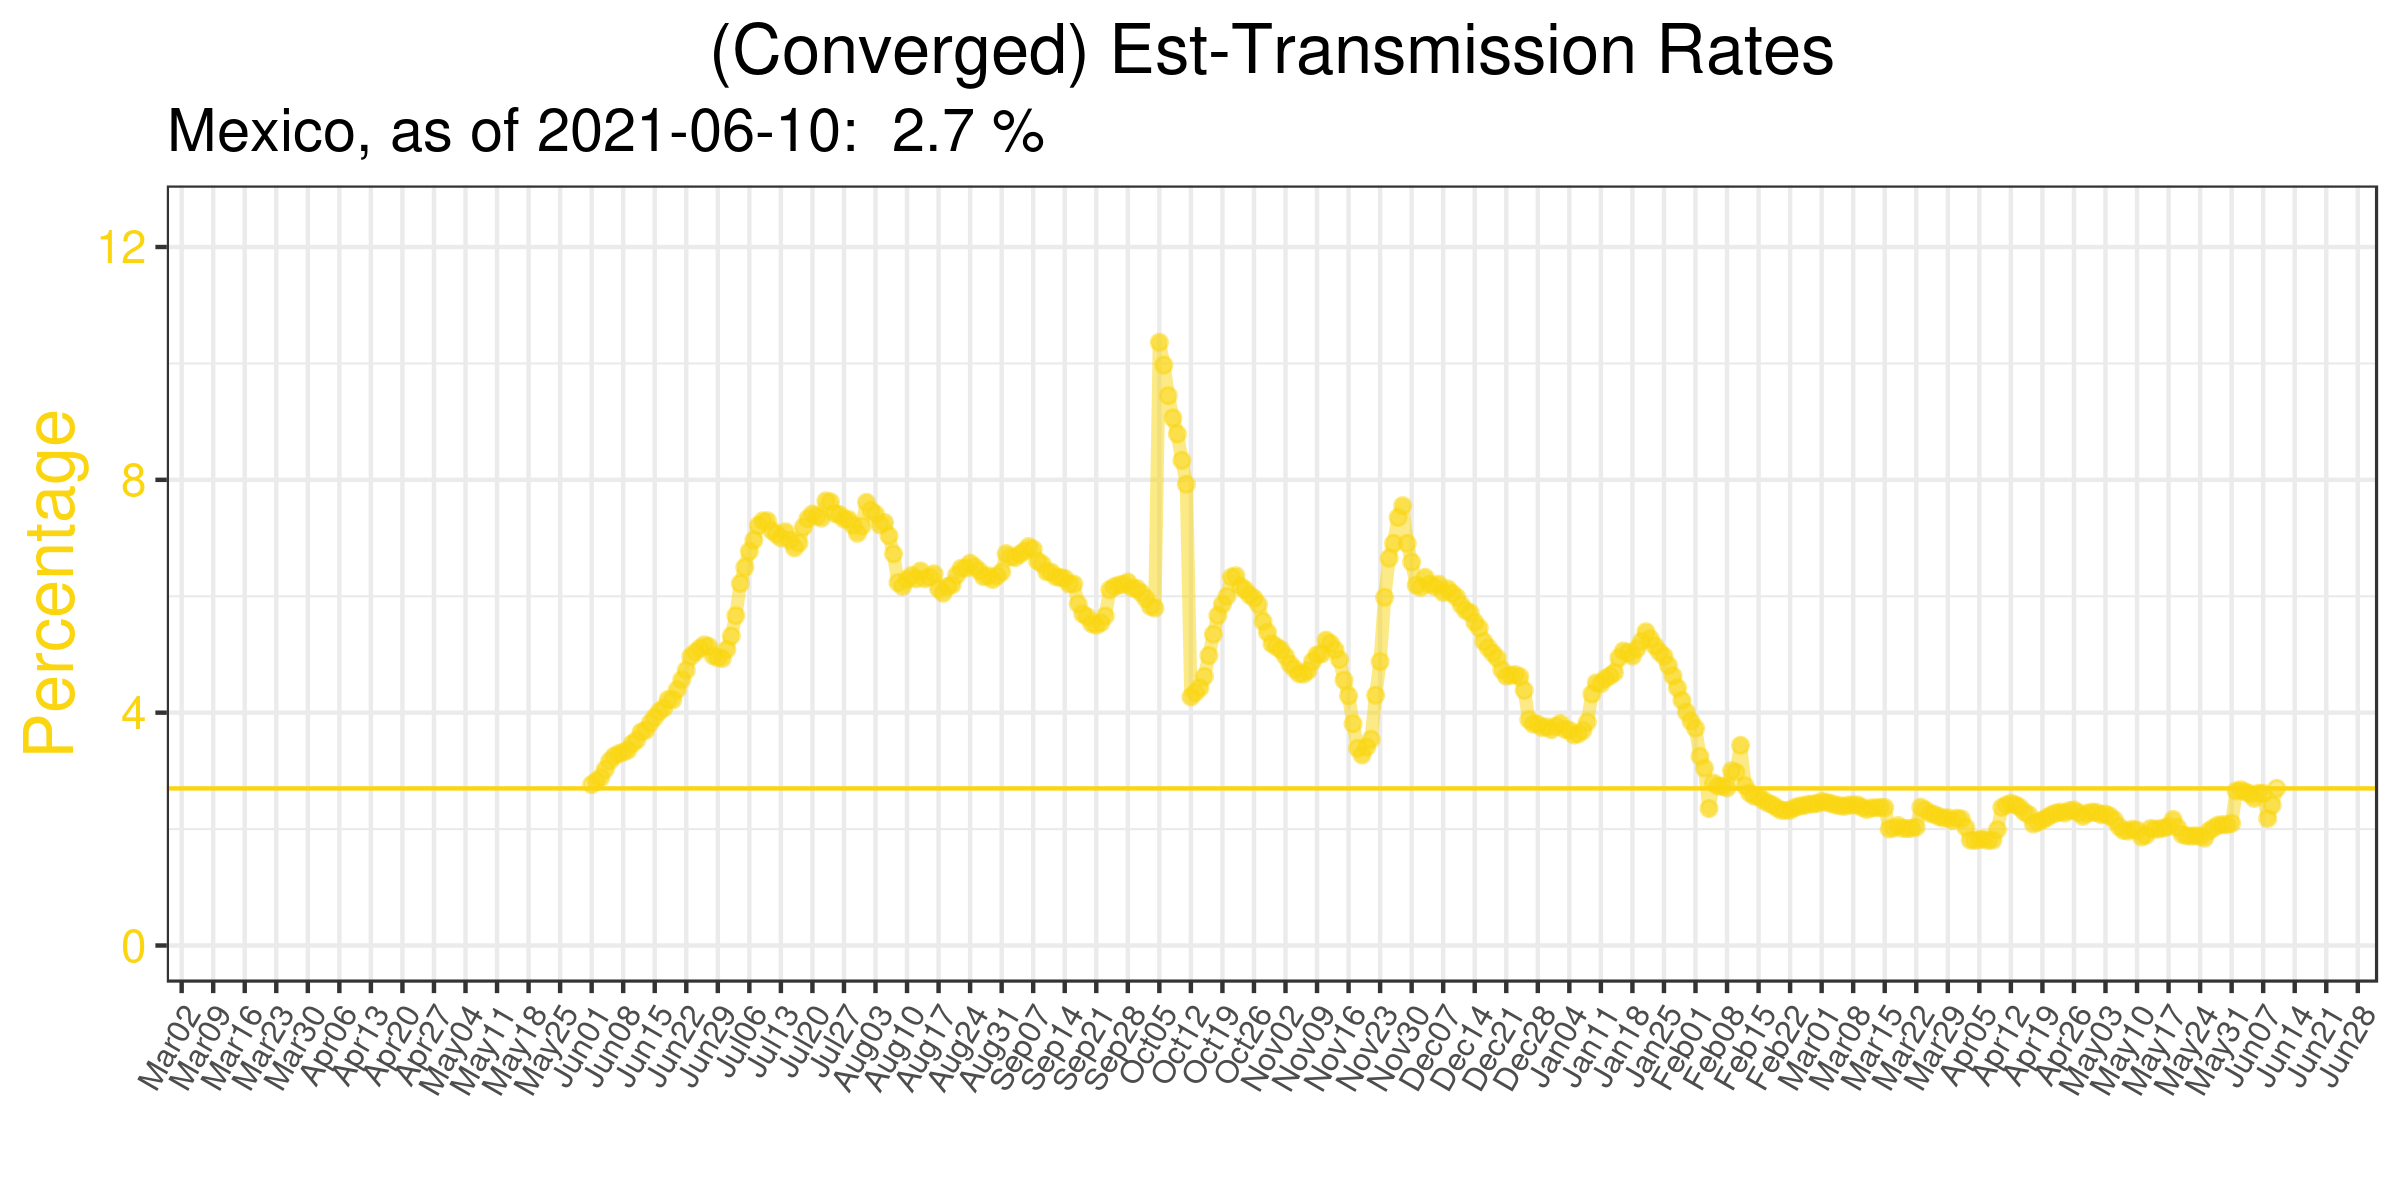 (Converged) Est-Transmission Rates
Mexico, as of 2021-06-10:  2.7 %
Percentage
12
8
4
0
Mar02
Mar09
Mar16
Mar23
Mar30
Apr06
Apr13
Apr20
Apr27
May04
May11
May18
May25
Jun01
Jun08
Jun15
Jun22
Jun29
Jul06
Jul13
Jul20
Jul27
Aug03
Aug10
Aug17
Aug24
Aug31
Sep07
Sep14
Sep21
Sep28
Oct05
Oct12
Oct19
Oct26
Nov02
Nov09
Nov16
Nov23
Nov30
Dec07
Dec14
Dec21
Dec28
Jan04
Jan11
Jan18
Jan25
Feb01
Feb08
Feb15
Feb22
Mar01
Mar08
Mar15
Mar22
Mar29
Apr05
Apr12
Apr19
Apr26
May03
May10
May17
May24
May31
Jun07
Jun14
Jun21
Jun28